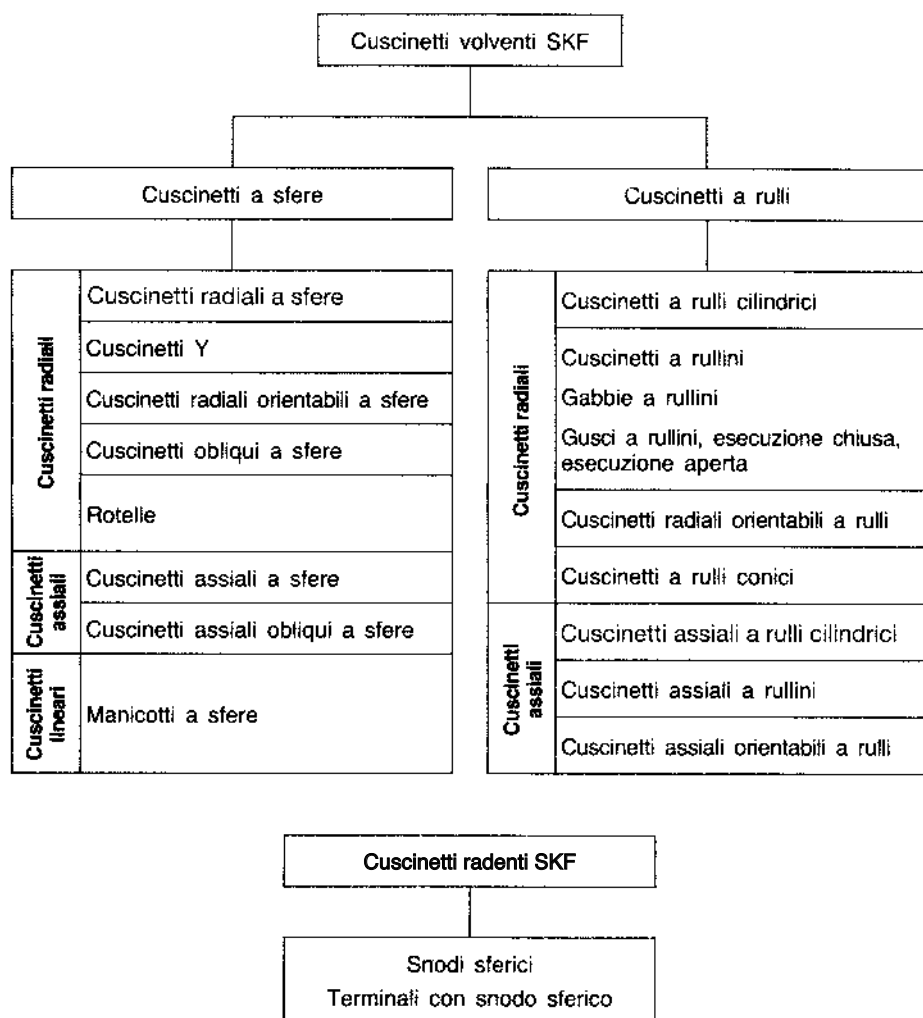 Cuscinetti volventi SKF
Cuscinetti a sfere
Cuscinetti radiali
Cuscinetti radiali a sfere
Cuscinetti Y
Cuscinetti radiali orientabili a sfere
Cuscinetti obliqui a sfere
Rotelle
Cuscinetti
assiali
Cuscinetti assiali a sfere
Cuscinetti assiali obliqui a sfere
Cuscinetti
lineari
Manicotti a sfere
Cuscinetti a rulli
Cuscinetti radiali
Cuscinetti a rulli cilindrici
Cuscinetti a rullini
Gabbie a rullini
Gusci a rullini, esecuzione chiusa,
esecuzione aperta
Cuscinetti radiali orientabili a rulli
Cuscinetti a rulli conici
Cuscinetti
assiali
Cuscinetti assiali a rulli cilindrici
Cuscinetti assiali a rullini
Cuscinetti assiali orientabili a rulli
Cuscinetti radenti SKF
Snodi sferici
Terminali con snodo sferico